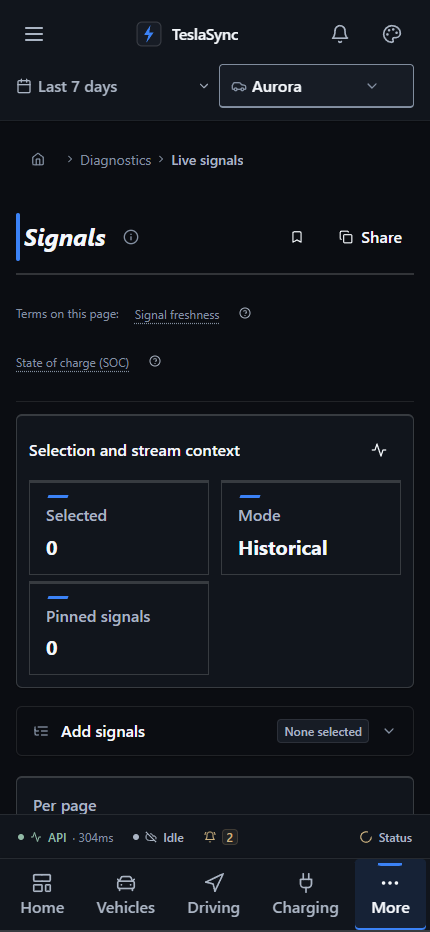 TeslaSync
Last 7 days
Aurora
Diagnostics
Live signals
Signals
Share
Terms on this page:
Signal freshness
State of charge (SOC)
Selection and stream context
Selected
Mode
0
Historical
Pinned signals
0
Add signals
None selected
Per page
API · 304ms
Idle
2
Status
Home
Vehicles
Driving
Charging
More